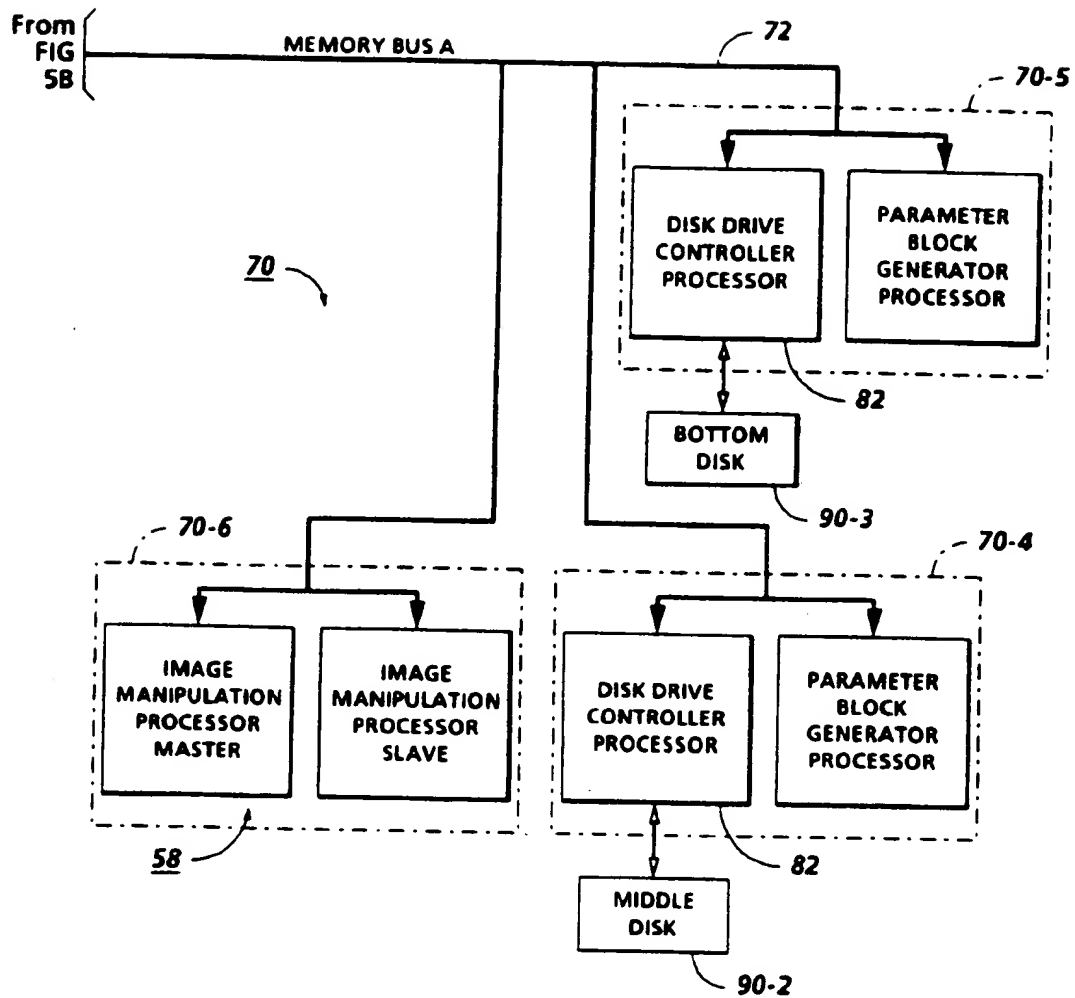 From
FIG
5B
MEMORY BUS A
72
70-5
DISK DRIVE
CONTROLLER
PROCESSOR
PARAMETER
BLOCK
GENERATOR
PROCESSOR
70
82
BOTTOM
DISK
90-3
70-6
70-4
IMAGE
MANIPULATION
PROCESSOR
MASTER
IMAGE
MANIPULATION
PROCESSOR
SLAVE
DISK DRIVE
CONTROLLER
PROCESSOR
PARAMETER
BLOCK
GENERATOR
PROCESSOR
58
82
MIDDLE
DISK
90-2